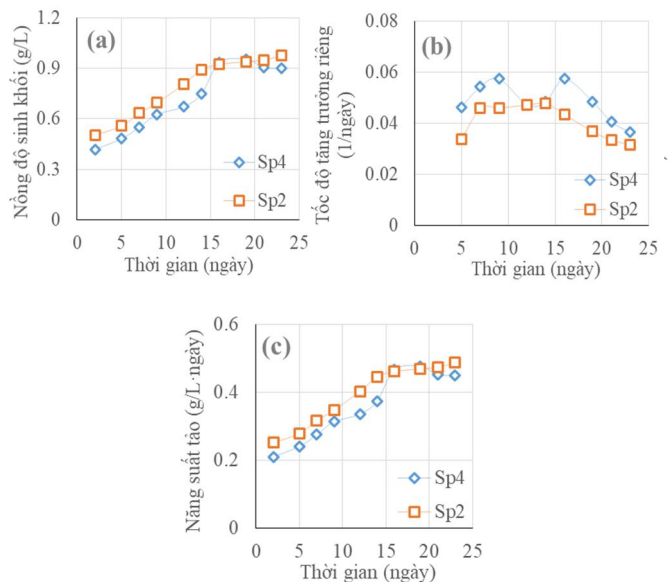 (a)
Nồng độ sinh khối (g/L)
1.2
0.9
0.6
0.3
0
Sp4
Sp2
0 5 10 15 20 25
Thời gian (ngày)
(b)
Tốc độ tăng trưởng riêng
(1/ngày)
0.08
0.06
0.04
0.02
0
Sp4
Sp2
0 5 10 15 20 25
Thời gian (ngày)
(c)
Năng suất tảo (g/L·ngày)
0.6
0.4
0.2
0
Sp4
Sp2
0 5 10 15 20 25
Thời gian (ngày)